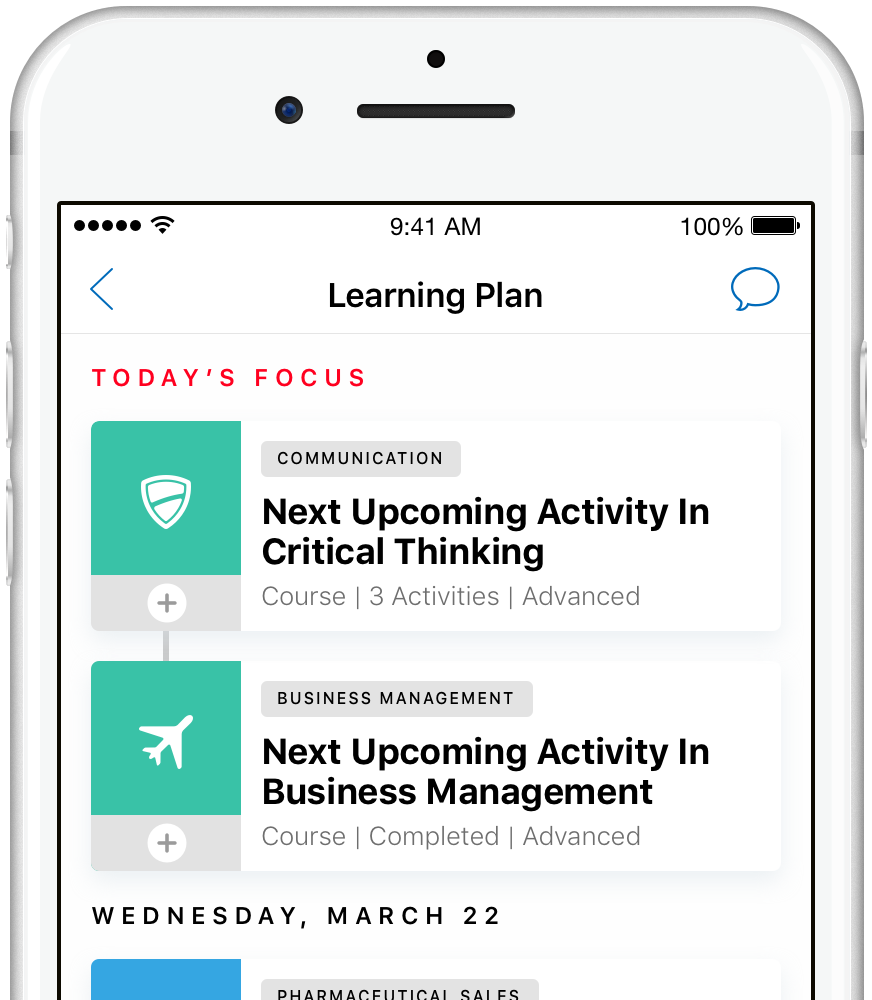 9:41 AM
100%
Learning Plan
TODAY’S FOCUS
COMMUNICATION
Next Upcoming Activity In
Critical Thinking
Course | 3 Activities | Advanced
BUSINESS MANAGEMENT
Next Upcoming Activity In
Business Management
Course | Completed | Advanced
WEDNESDAY, MARCH 22
PHARMACEUTICAL SALES